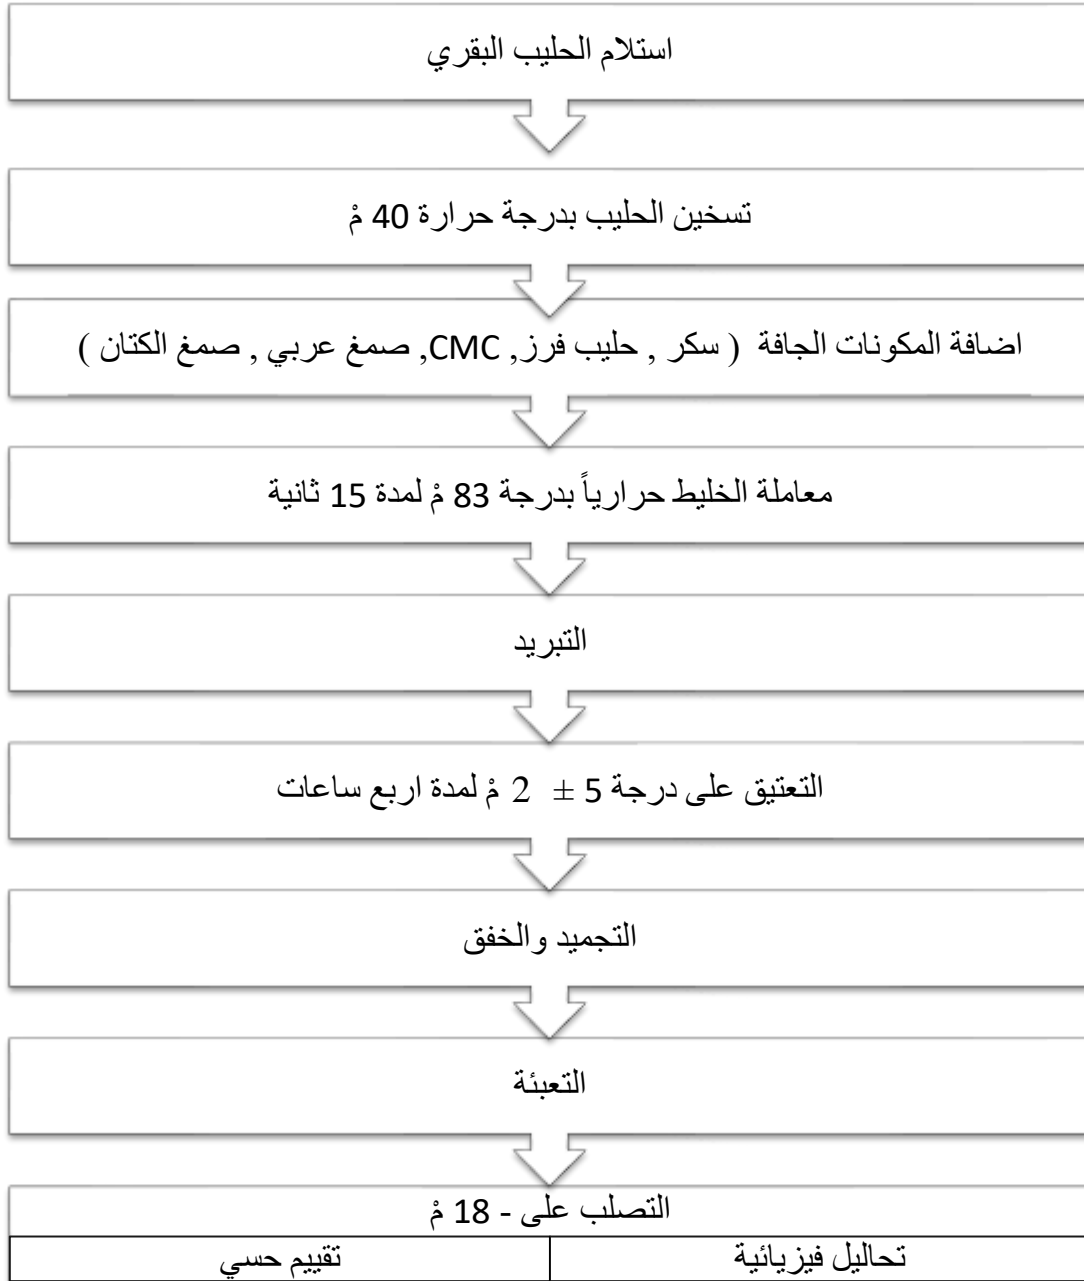 استلام الحليب البقري
تسخين الحليب بدرجة حرارة 40 مْ
اضافة المكونات الجافة ( سكر , حليب فرز, CMC, صمغ عربي , صمغ الكتان )
معاملة الخليط حرارياً بدرجة 83 مْ لمدة 15 ثانية
التبريد
التعتيق على درجة 5 ± 2 مْ لمدة اربع ساعات
التجميد والخفق
التعبئة
التصلب على - 18 مْ
تحاليل فيزيائية
تقييم حسي